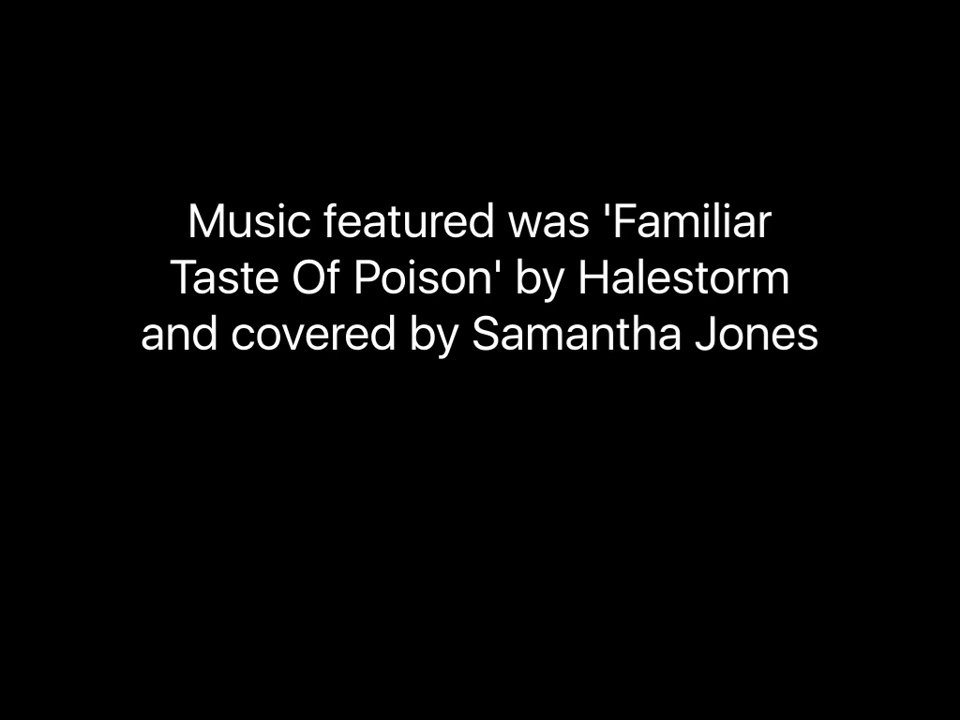 Music featured was 'Familiar
Taste Of Poison' by Halestorm
and covered by Samantha Jones